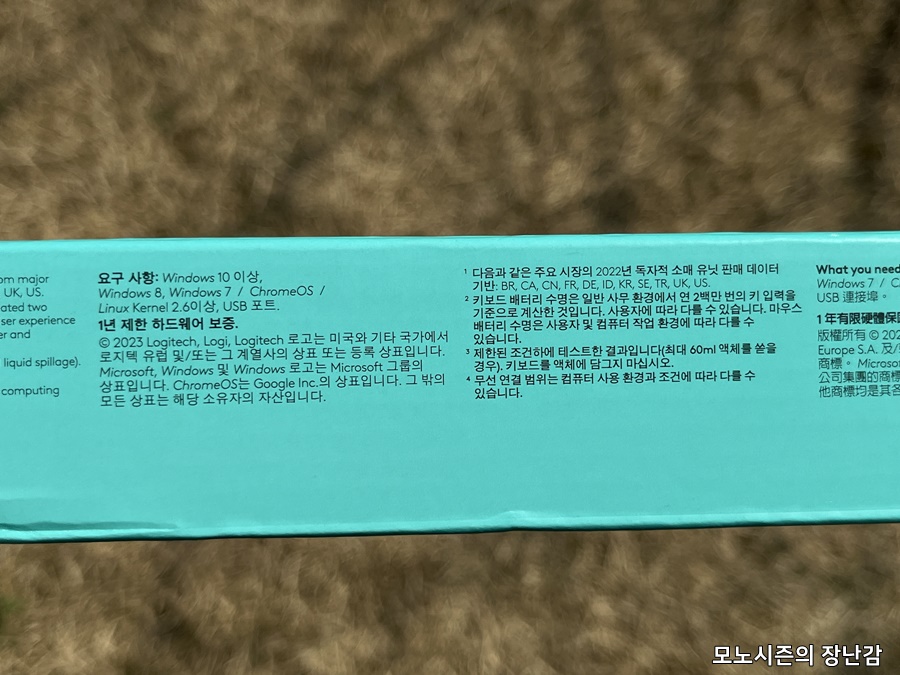 om major
UK, US.
ated two
ser experience
er and
liquid spillage).
computing
요구 사항: Windows 10 이상,
Windows 8, Windows 7 / ChromeOS /
Linux Kernel 2.6이상, USB 포트.
1년 제한 하드웨어 보증.
© 2023 Logitech, Logi, Logitech 로고는 미국와 기타 국가에서
로지텍 유럽 및/또는 그 계열사의 상표 또는 등록 상표입니다.
Microsoft, Windows 및 Windows 로고는 Microsoft 그룹의
상표입니다. ChromeOS는 Google Inc.의 상표입니다. 그 밖의
모든 상표는 해당 소유자의 자산입니다.
¹ 다음과 같은 주요 시장의 2022년 독자적 소매 유닛 판매 데이터
기반: BR, CA, CN, FR, DE, ID, KR, SE, TR, UK, US.
² 키보드 배터리 수명은 일반 사무 환경에서 연 2백만 번의 키 입력을
기준으로 계산한 것입니다. 사용자에 따라 다를 수 있습니다. 마우스
배터리 수명은 사용자 및 컴퓨터 작업 환경에 따라 다를 수
있습니다.
³ 제한된 조건하에 테스트한 결과입니다(최대 60ml 액체를 쏟을
경우). 키보드를 액체에 담그지 마십시오.
⁴ 무선 연결 범위는 컴퓨터 사용 환경과 조건에 따라 다를 수
있습니다.
What you need
Windows 7 / C
USB 連接埠。
1 年有限硬體保
版權所有 © 202
Europe S.A. 及/
商標。 Microso
公司集團的商標
他商標均是其各
모노시즌의 장난감